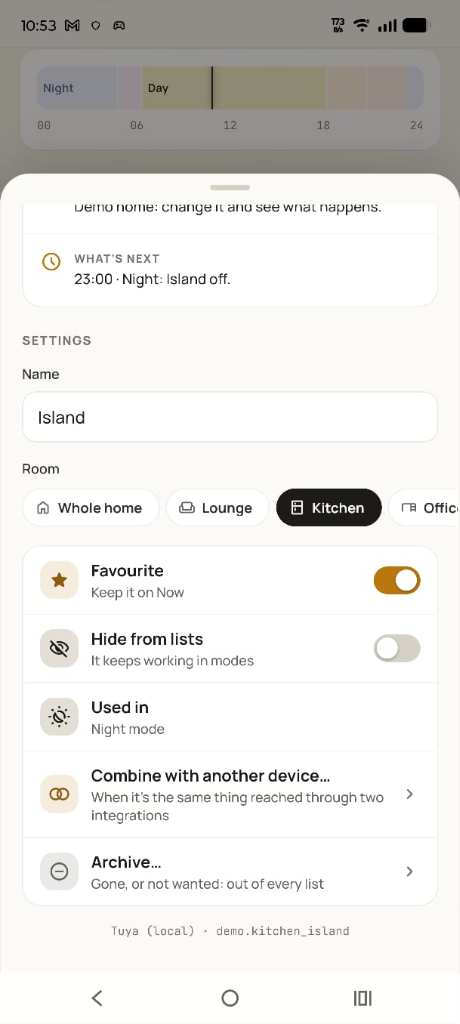 10:53
173 B/s
Night
Day
00 06 12 18 24
Demo home: change it and see what happens.
WHAT'S NEXT
23:00 · Night: Island off.
SETTINGS
Name
Island
Room
Whole home
Lounge
Kitchen
Offic
Favourite
Keep it on Now
Hide from lists
It keeps working in modes
Used in
Night mode
Combine with another device…
When it's the same thing reached through two
integrations
Archive…
Gone, or not wanted: out of every list
Tuya (local) · demo.kitchen_island